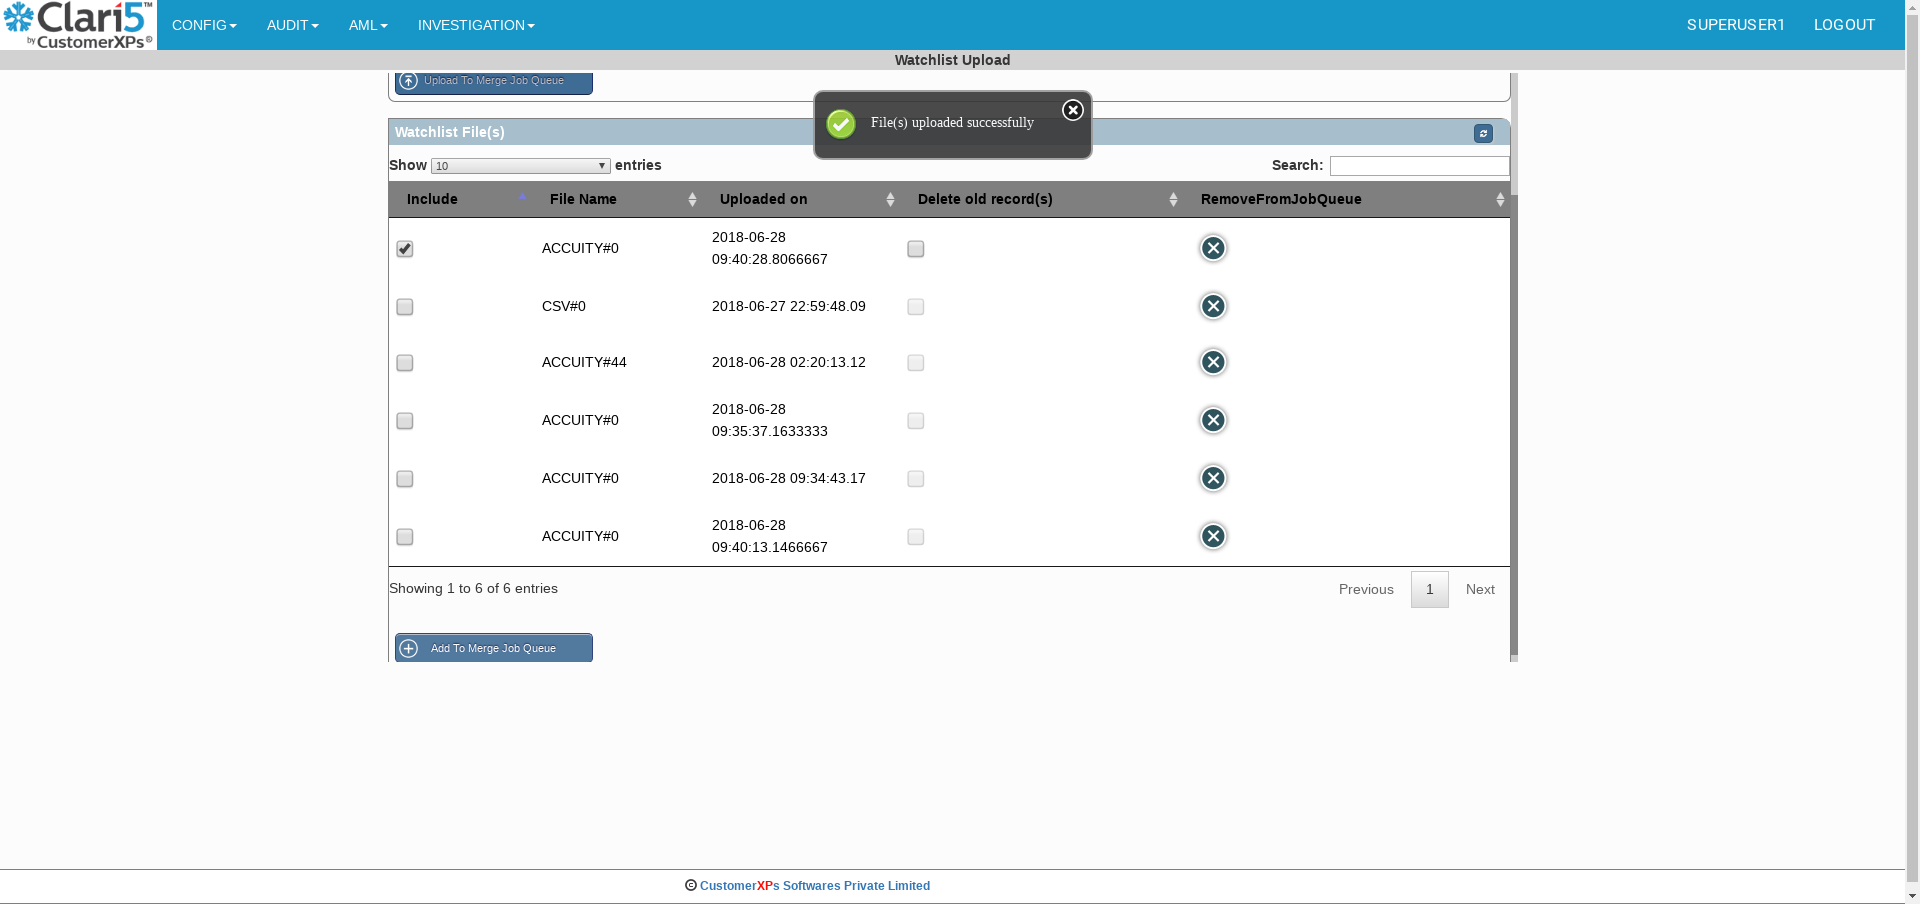 Clari5™
by CustomerXPs®
CONFIG AUDIT AML INVESTIGATION SUPERUSER1 LOGOUT
Watchlist Upload
Upload To Merge Job Queue
File(s) uploaded successfully
Watchlist File(s)
Show 10 entries Search:
Include File Name Uploaded on Delete old record(s) RemoveFromJobQueue
ACCUITY#0 2018-06-28
09:40:28.8066667
CSV#0 2018-06-27 22:59:48.09
ACCUITY#44 2018-06-28 02:20:13.12
ACCUITY#0 2018-06-28
09:35:37.1633333
ACCUITY#0 2018-06-28 09:34:43.17
ACCUITY#0 2018-06-28
09:40:13.1466667
Showing 1 to 6 of 6 entries Previous 1 Next
Add To Merge Job Queue
© CustomerXPs Softwares Private Limited